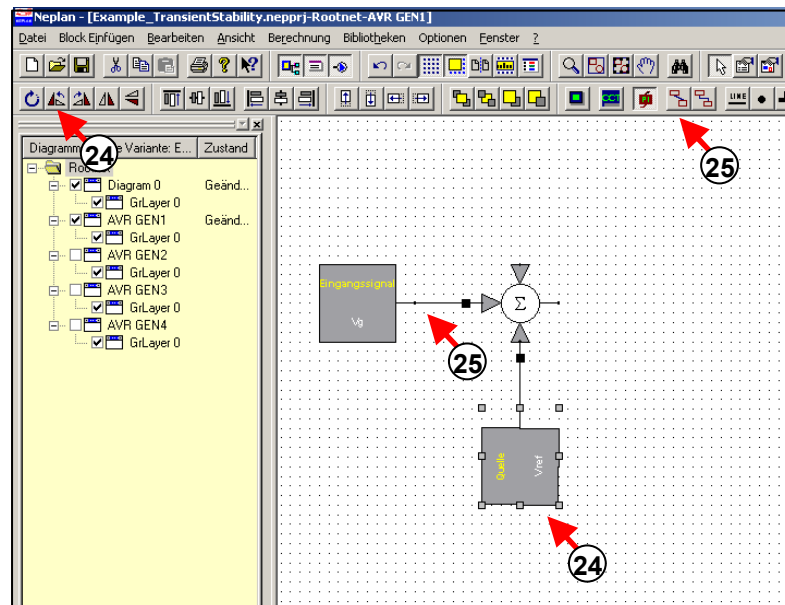 Neplan - [Example_TransientStability.nepprj-Rootnet-AVR GEN1]
Datei Block Einfügen Bearbeiten Ansicht Berechnung Bibliotheken Optionen Fenster ?
CCT
LINE
24
25
Diagramm Variante: E... Zustand
Diagram 0 Geänd...
GrLayer 0
AVR GEN1 Geänd...
GrLayer 0
AVR GEN2
GrLayer 0
AVR GEN3
GrLayer 0
AVR GEN4
GrLayer 0
Eingangssignal
Vg
Σ
25
Quelle
Vref
24